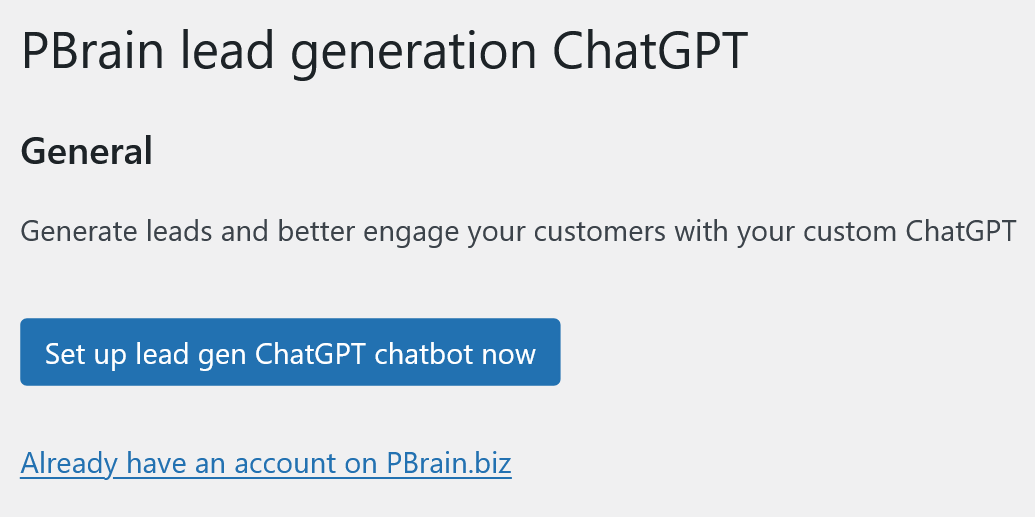 PBrain lead generation ChatGPT
General
Generate leads and better engage your customers with your custom ChatGPT
Set up lead gen ChatGPT chatbot now
Already have an account on PBrain.biz